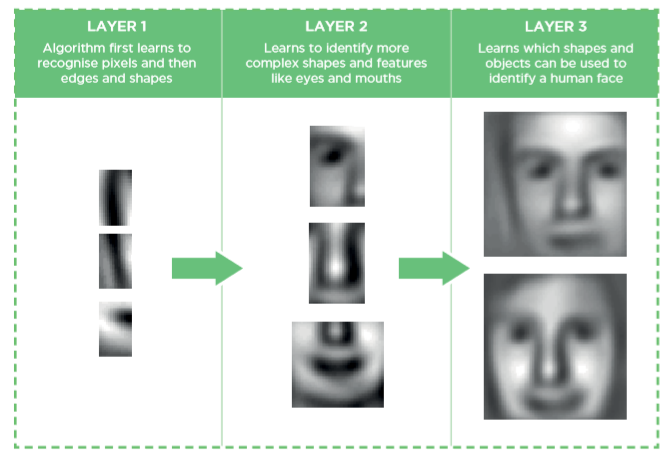 LAYER 1
Algorithm first learns to
recognise pixels and then
edges and shapes
LAYER 2
Learns to identify more
complex shapes and features
like eyes and mouths
LAYER 3
Learns which shapes and
objects can be used to
identify a human face